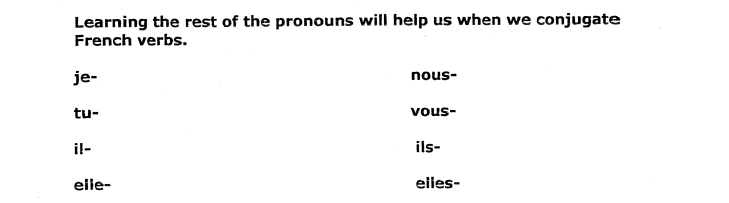 Learning the rest of the pronouns will help us when we conjugate
French verbs.
je- nous-
tu- vous-
il- ils-
elle- elles-